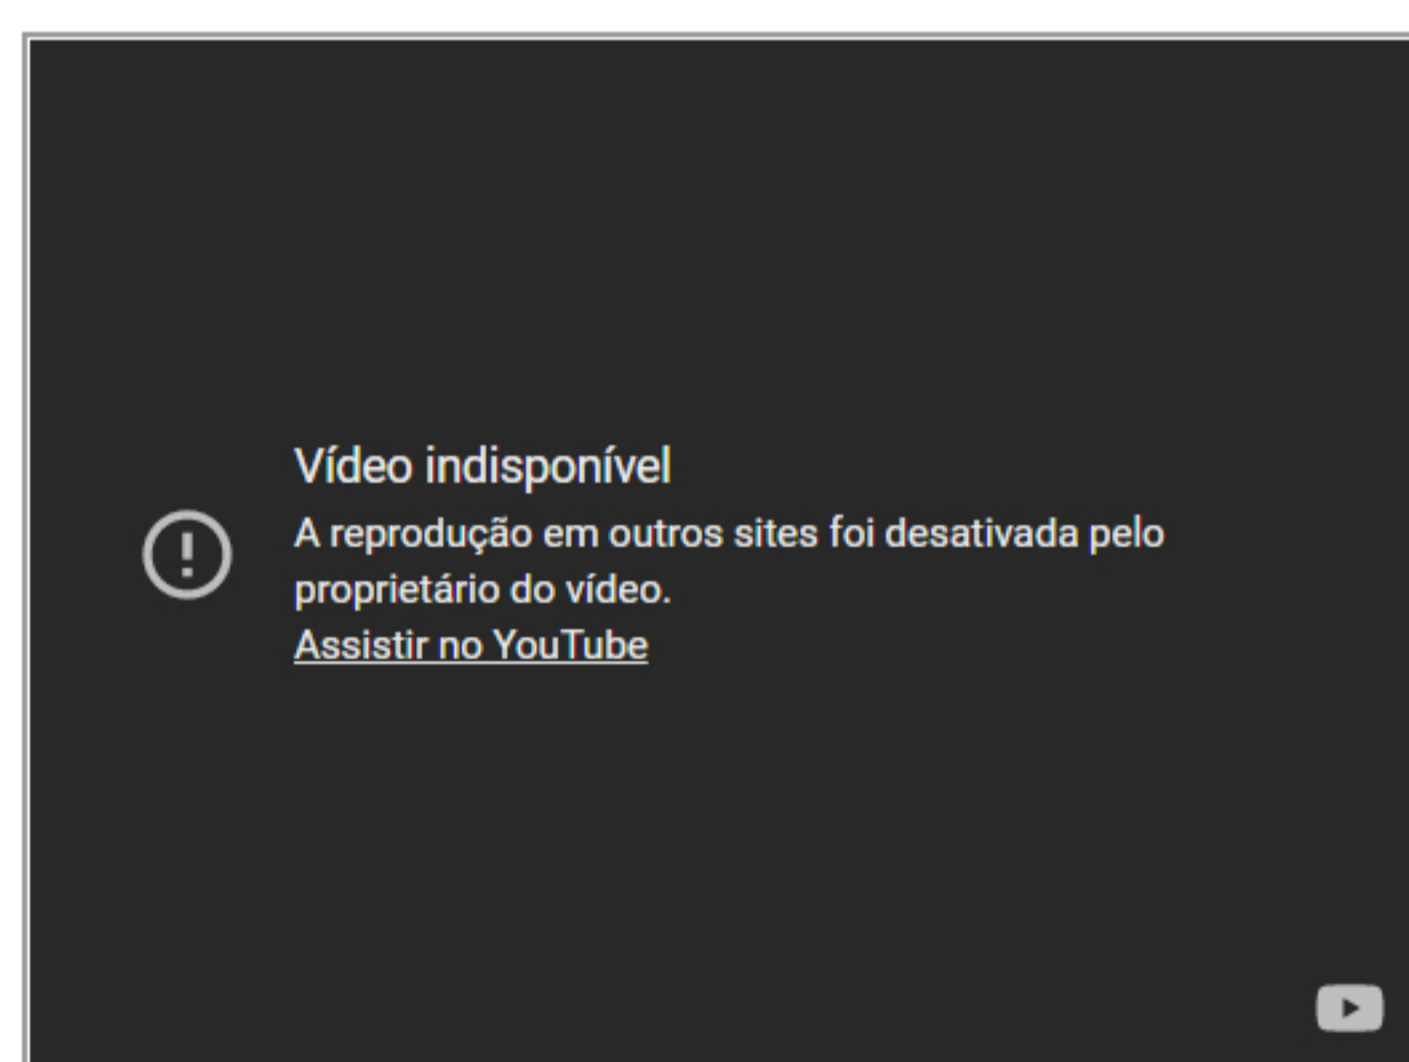 Vídeo indisponível
A reprodução em outros sites foi desativada pelo
proprietário do vídeo.
Assistir no YouTube